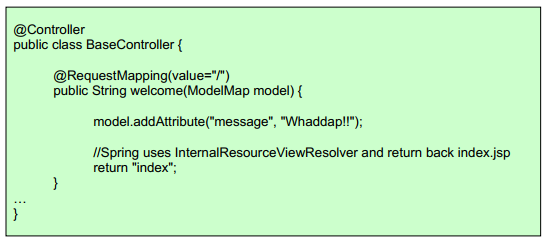 @Controller
public class BaseController {
@RequestMapping(value="/")
public String welcome(ModelMap model) {
model.addAttribute("message", "Whaddap!!");
//Spring uses InternalResourceViewResolver and return back index.jsp
return "index";
}
…
}